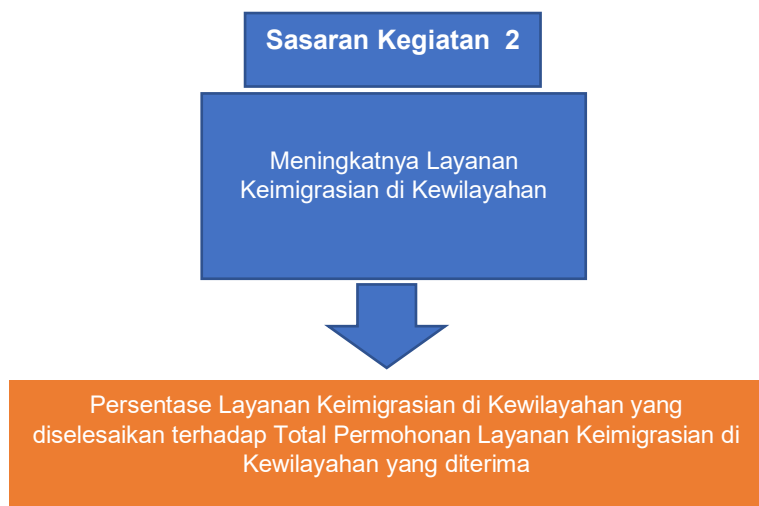 Sasaran Kegiatan  2
Meningkatnya Layanan
Keimigrasian di Kewilayahan
Persentase Layanan Keimigrasian di Kewilayahan yang
diselesaikan terhadap Total Permohonan Layanan Keimigrasian di
Kewilayahan yang diterima